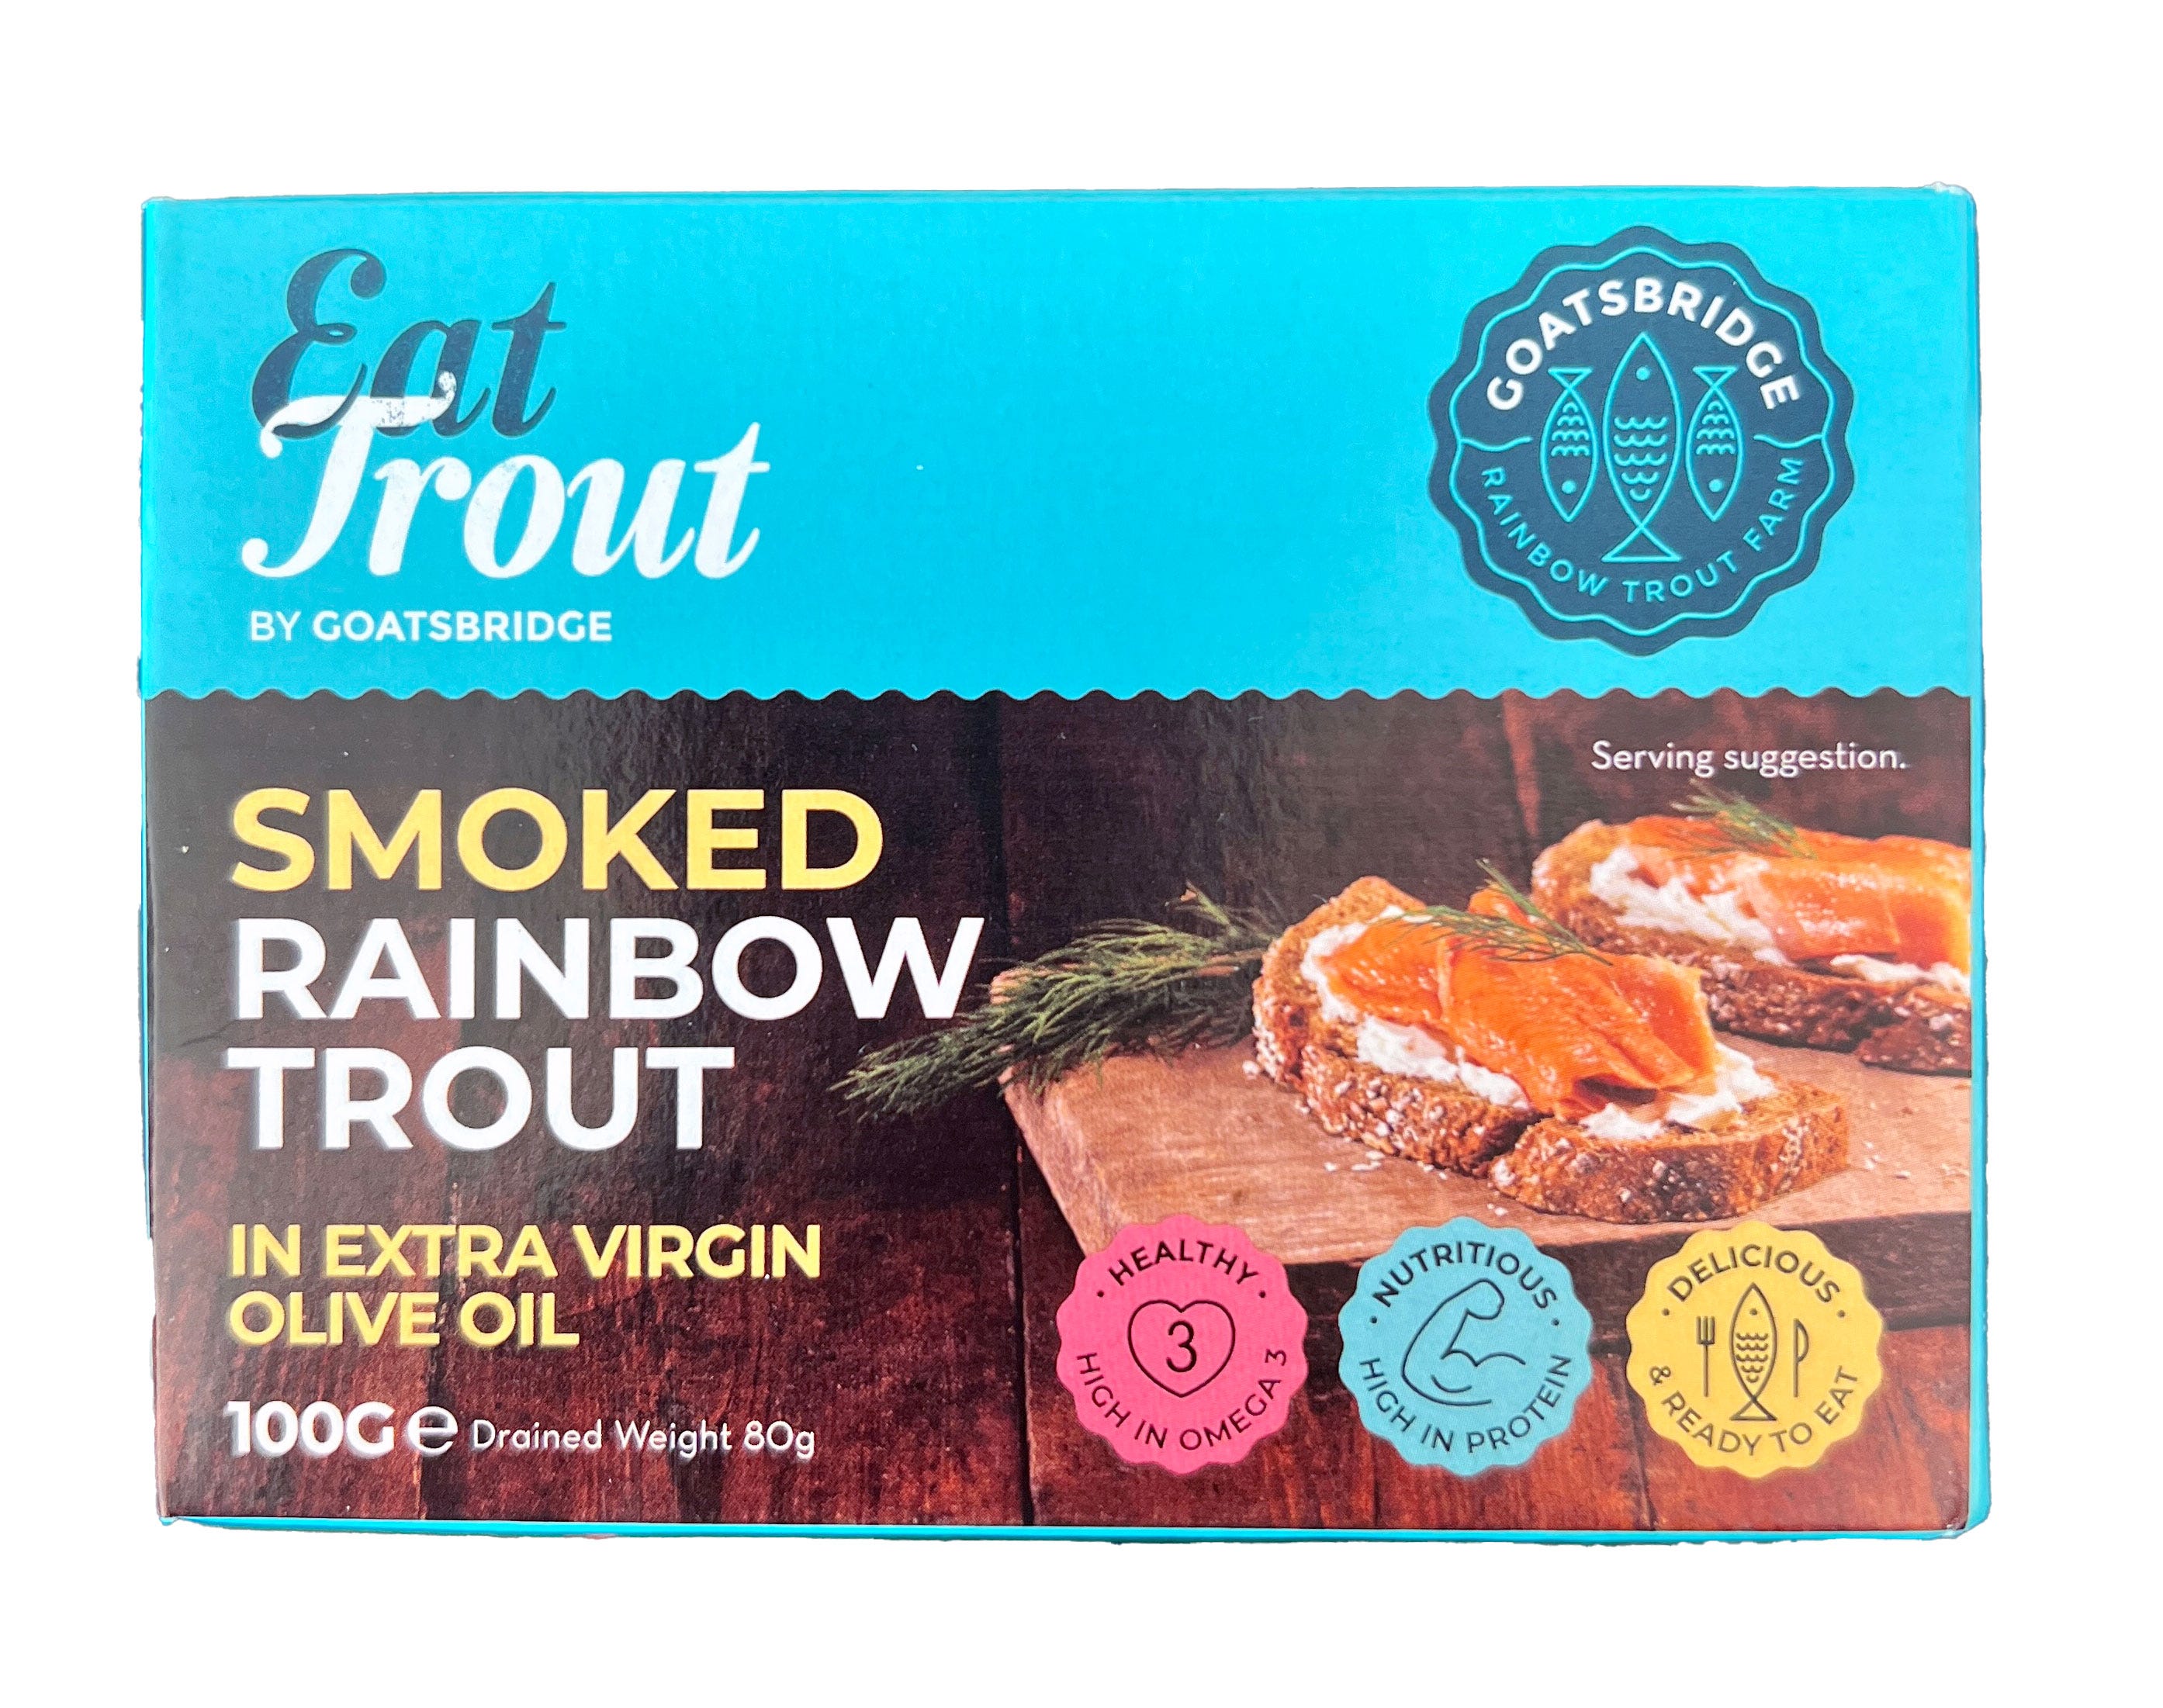 Eat
Trout
BY GOATSBRIDGE
GOATSBRIDGE
RAINBOW TROUT FARM
Serving suggestion.
SMOKED
RAINBOW
TROUT
IN EXTRA VIRGIN
OLIVE OIL
100G e Drained Weight 80g
• HEALTHY •
3
HIGH IN OMEGA 3
• NUTRITIOUS •
HIGH IN PROTEIN
• DELICIOUS •
& READY TO EAT